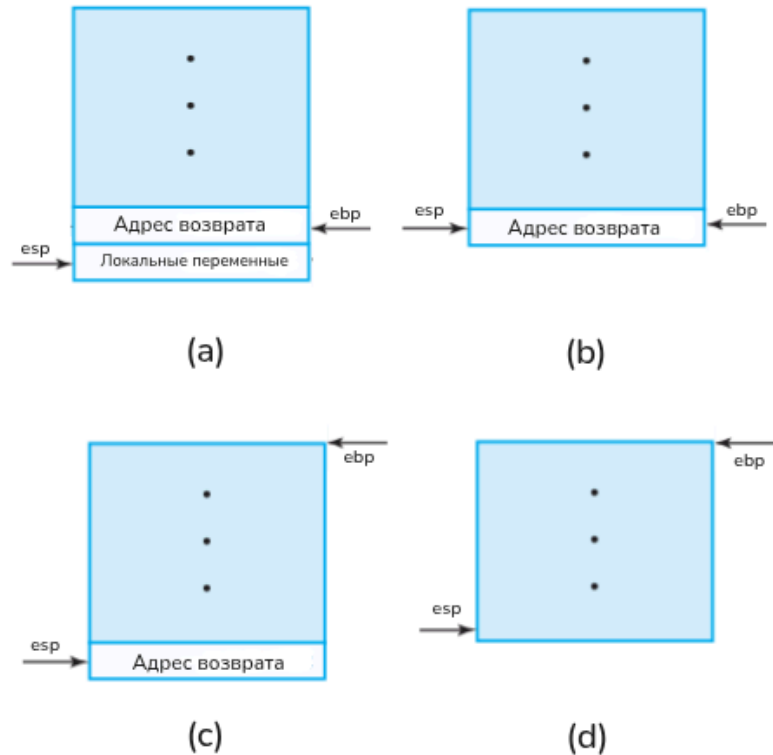 Адрес возврата
ebp
esp
Локальные переменные
(a)
esp
Адрес возврата
ebp
(b)
ebp
esp
Адрес возврата
(c)
ebp
esp
(d)